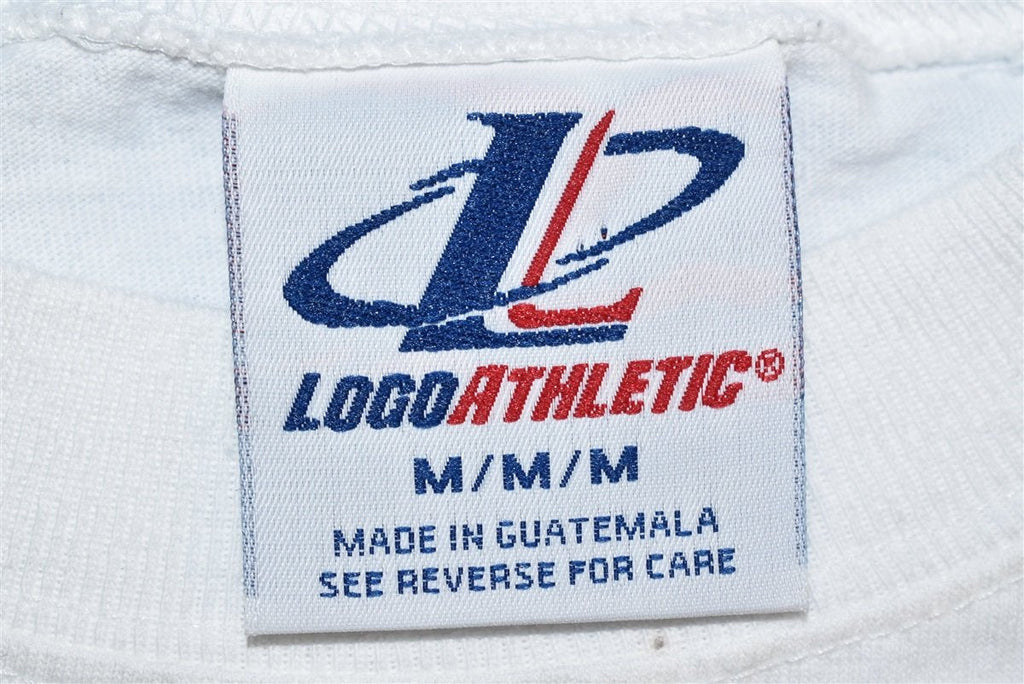 L
LOGOATHLETIC®
M/M/M
MADE IN GUATEMALA
SEE REVERSE FOR CARE